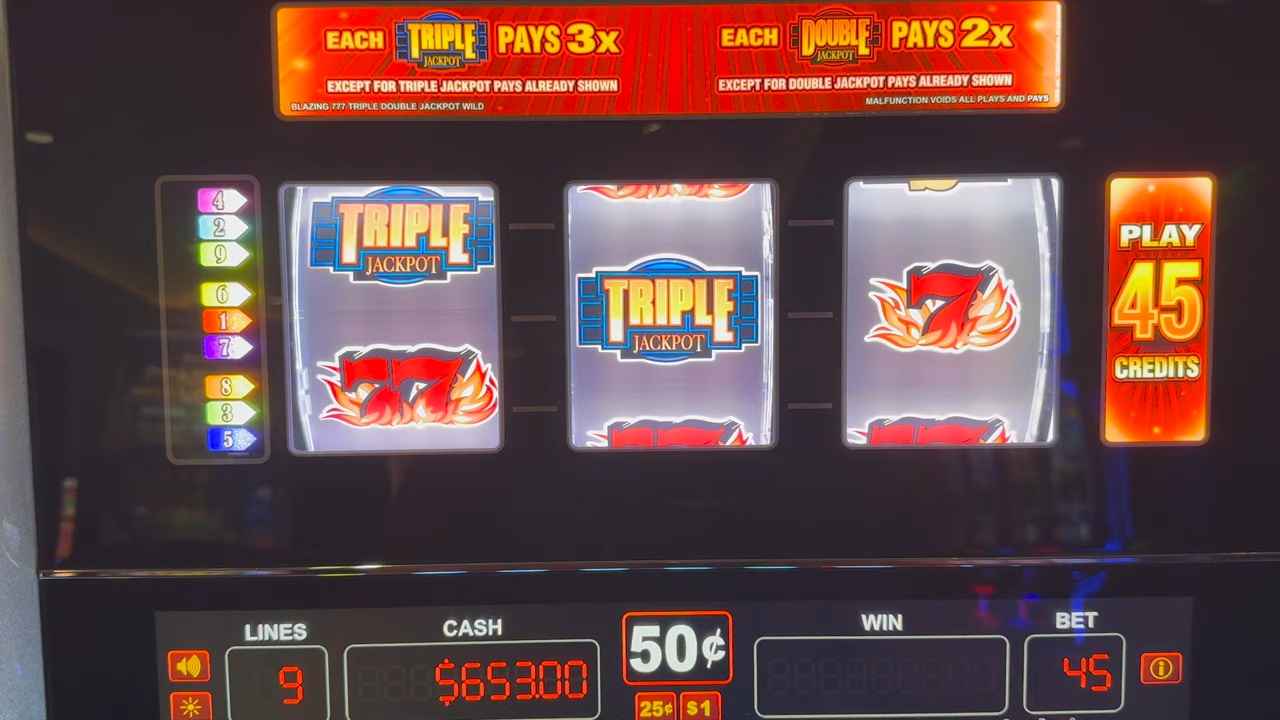 EACH TRIPLE JACKPOT PAYS 3x
EXCEPT FOR TRIPLE JACKPOT PAYS ALREADY SHOWN
BLAZING 777 TRIPLE DOUBLE JACKPOT WILD
EACH DOUBLE JACKPOT PAYS 2x
EXCEPT FOR DOUBLE JACKPOT PAYS ALREADY SHOWN
MALFUNCTION VOIDS ALL PLAYS AND PAYS
4
2
9
6
1
7
8
3
5
TRIPLE
JACKPOT
77
TRIPLE
JACKPOT
7
PLAY
45
CREDITS
LINES
9
CASH
$653.00
50¢
25¢
$1
WIN
BET
45